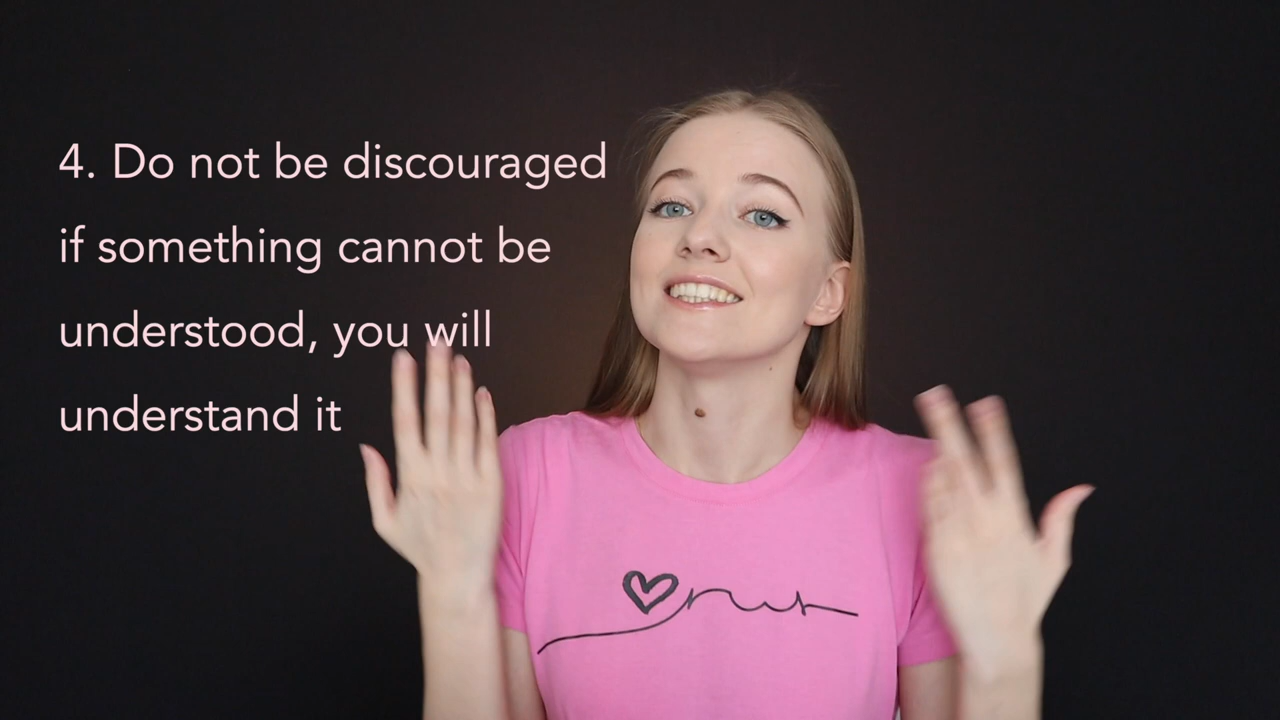 4. Do not be discouraged
if something cannot be
understood, you will
understand it